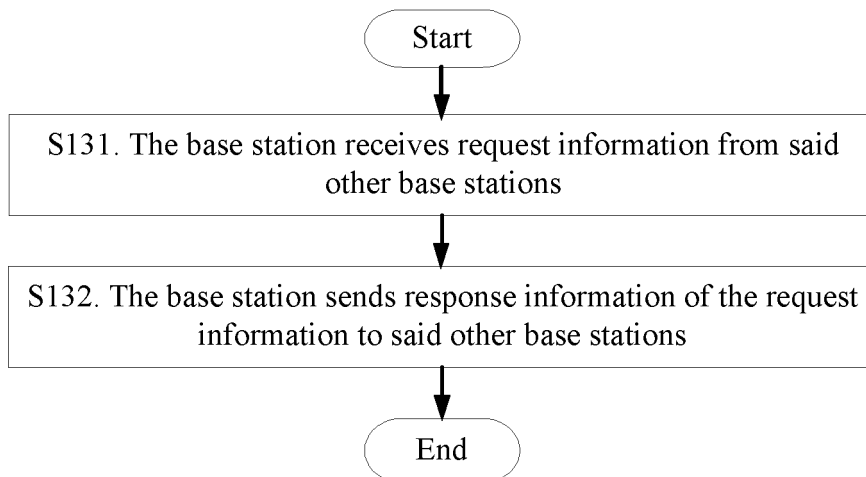 Start
S131. The base station receives request information from said
other base stations
S132. The base station sends response information of the request
information to said other base stations
End